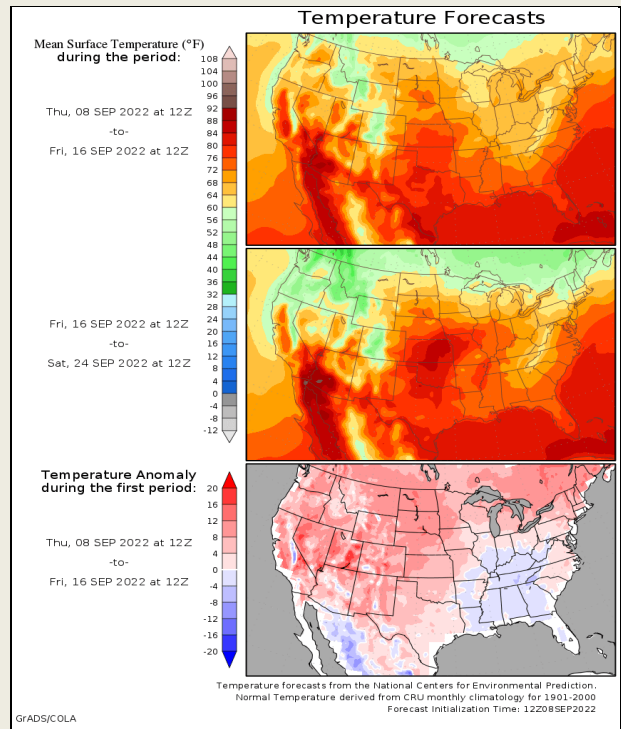 Temperature Forecasts
Mean Surface Temperature (°F)
during the period:
108
104
100
96
92
88
84
80
76
72
68
64
60
56
52
48
44
40
36
32
28
24
20
16
12
8
4
0
-4
-8
-12
Thu, 08 SEP 2022 at 12Z
-to-
Fri, 16 SEP 2022 at 12Z
Fri, 16 SEP 2022 at 12Z
-to-
Sat, 24 SEP 2022 at 12Z
Temperature Anomaly
during the first period:
20
16
12
8
4
0
-4
-8
-12
-16
-20
Thu, 08 SEP 2022 at 12Z
-to-
Fri, 16 SEP 2022 at 12Z
Temperature forecasts from the National Centers for Environmental Prediction.
Normal Temperature derived from CRU monthly climatology for 1901-2000
Forecast Initialization Time: 12Z08SEP2022
GrADS/COLA